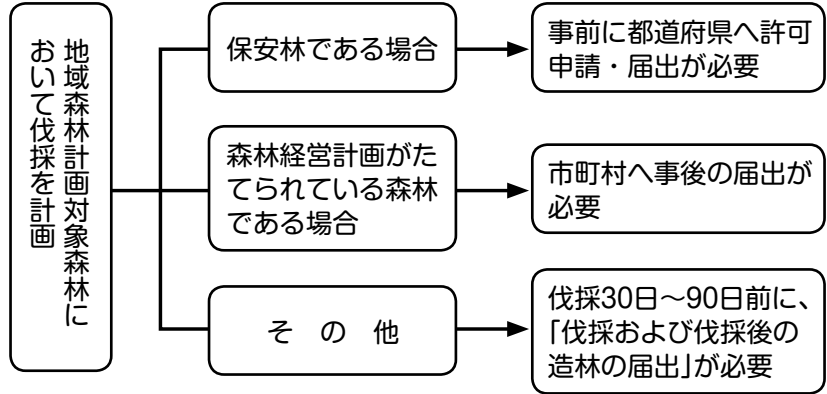 地域森林計画対象森林に
おいて伐採を計画
保安林である場合
事前に都道府県へ許可
申請・届出が必要
森林経営計画がた
てられている森林
である場合
市町村へ事後の届出が
必要
そ　の　他
伐採30日～90日前に、
「伐採および伐採後の
造林の届出」が必要